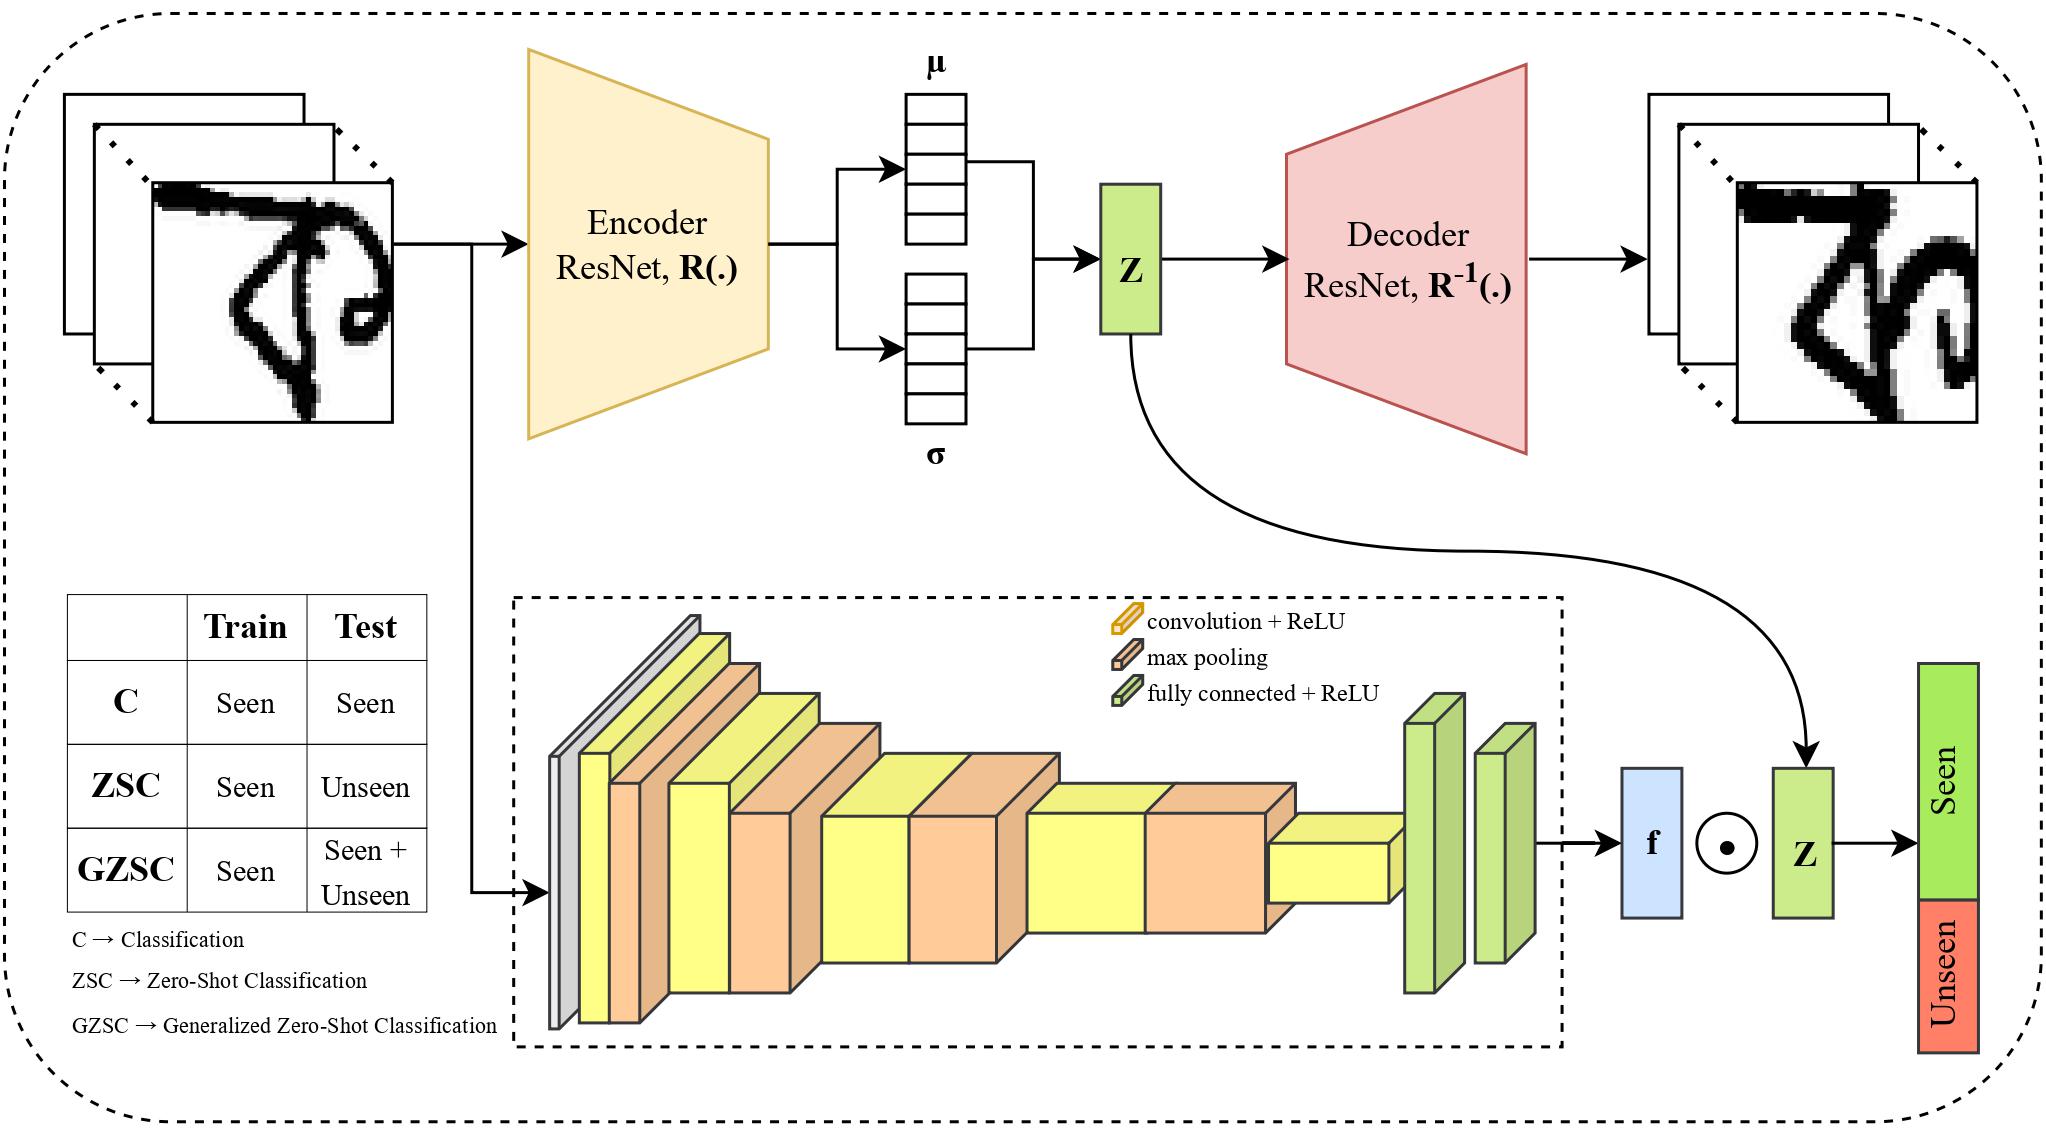 μ
Encoder
ResNet, R(.)
σ
Z
Decoder
ResNet, R⁻¹(.)
Train Test
C Seen Seen
ZSC Seen Unseen
GZSC Seen Seen +
Unseen
C → Classification
ZSC → Zero-Shot Classification
GZSC → Generalized Zero-Shot Classification
convolution + ReLU
max pooling
fully connected + ReLU
f
Z
Seen
Unseen